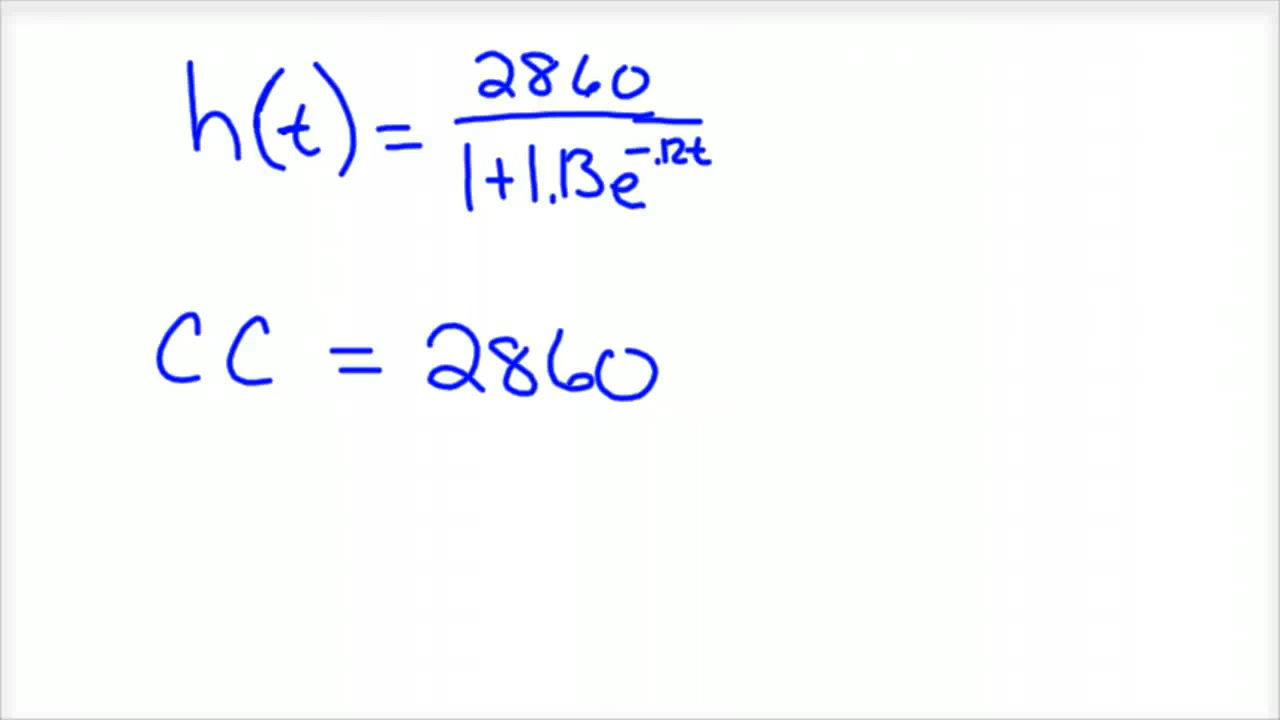 h(t) = 2860 / (1+1.13e^-.12t)
CC = 2860